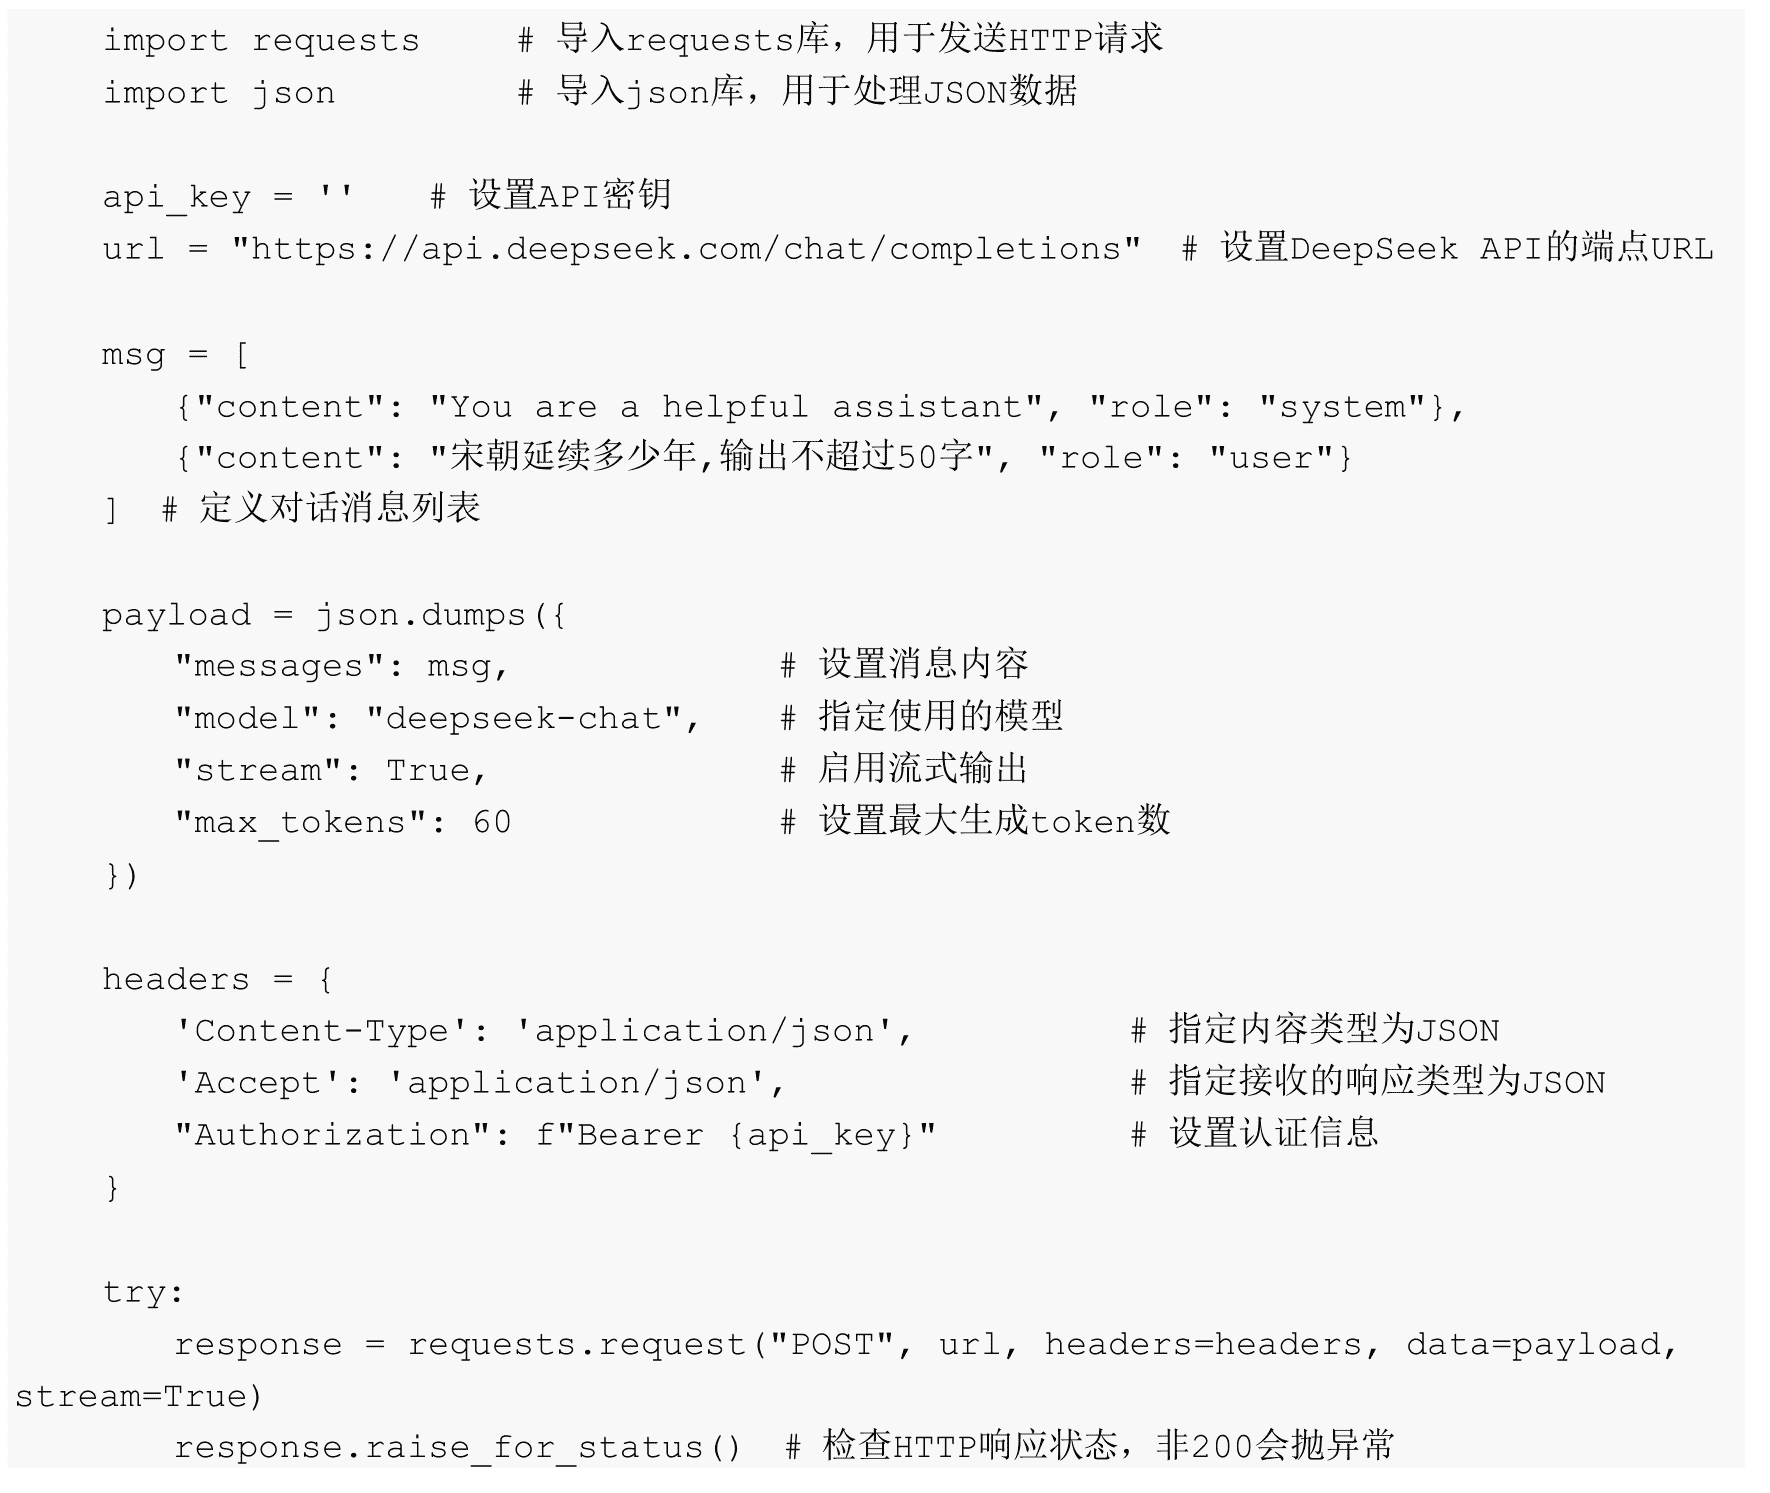 import requests     # 导入requests库，用于发送HTTP请求
import json         # 导入json库，用于处理JSON数据
api_key = ''    # 设置API密钥
url = "https://api.deepseek.com/chat/completions"  # 设置DeepSeek API的端点URL
msg = [
    {"content": "You are a helpful assistant", "role": "system"},
    {"content": "宋朝延续多少年,输出不超过50字", "role": "user"}
]  # 定义对话消息列表
payload = json.dumps({
    "messages": msg,              # 设置消息内容
    "model": "deepseek-chat",     # 指定使用的模型
    "stream": True,               # 启用流式输出
    "max_tokens": 60              # 设置最大生成token数
})
headers = {
    'Content-Type': 'application/json',           # 指定内容类型为JSON
    'Accept': 'application/json',                 # 指定接收的响应类型为JSON
    "Authorization": f"Bearer {api_key}"          # 设置认证信息
}
try:
    response = requests.request("POST", url, headers=headers, data=payload,
stream=True)
    response.raise_for_status()  # 检查HTTP响应状态，非200会抛异常